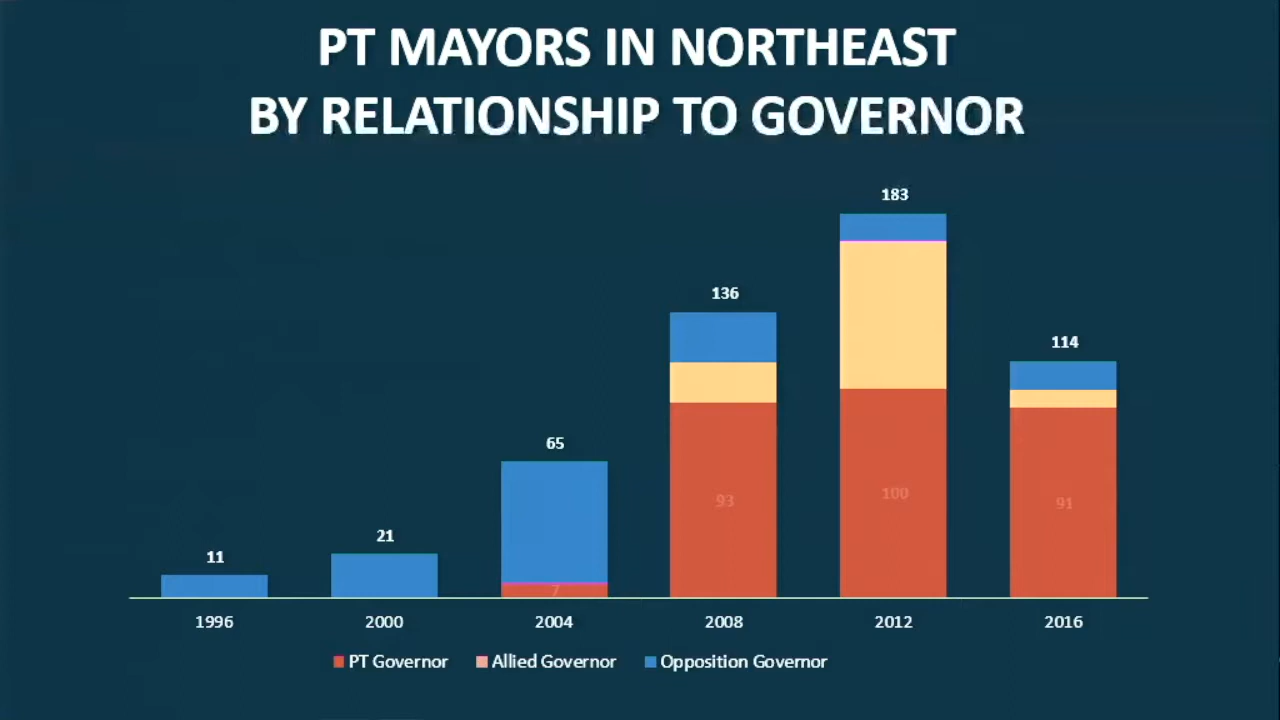 PT MAYORS IN NORTHEAST
BY RELATIONSHIP TO GOVERNOR
183
136
114
65
93
100
91
21
11
7
1996 2000 2004 2008 2012 2016
PT Governor Allied Governor Opposition Governor